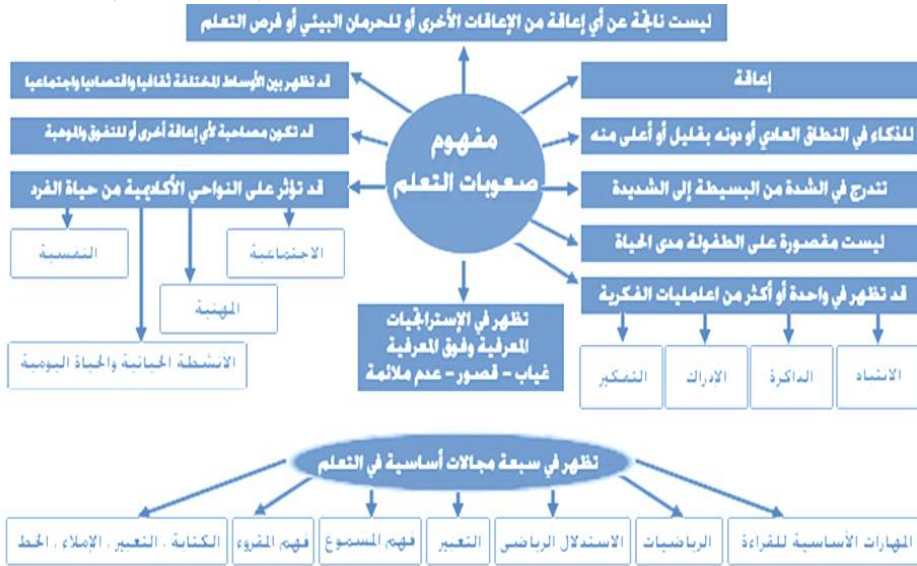 ليست ناتجة عن أي إعاقة من الإعاقات الأخرى أو للحرمان البيئي أو فرص التعلم
مفهوم
صعوبات التعلم
إعاقة
للذكاء في النطاق العادي أو دونه بقليل أو أعلى منه
تتدرج في الشدة من البسيطة إلى الشديدة
ليست مقصورة على الطفولة مدى الحياة
قد تظهر في واحدة أو أكثر من اعلمليات الفكرية
الانتباه
الذاكرة
الإدراك
التفكير
قد تظهر بين الأوساط المختلفة ثقافيا واقتصاديا واجتماعيا
قد تكون مصاحبة لأي إعاقة أخرى أو للتفوق والموهبة
قد تؤثر على النواحي الأكاديمية من حياة الفرد
الاجتماعية
المهنية
النفسية
الأنشطة الحياتية والحياة اليومية
تظهر في الإستراتجيات
المعرفية وفوق المعرفية
غياب - قصور - عدم ملائمة
تظهر في سبعة مجالات أساسية في التعلم
المهارات الأساسية للقراءة
الرياضيات
الاستدلال الرياضى
التعبير
فهم المسموع
فهم المقروء
الكتابة ، التعبير ، الإملاء ، الخط